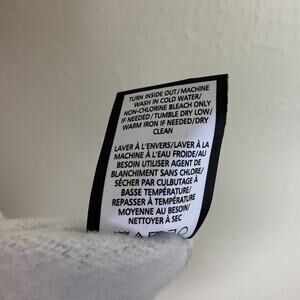 TURN INSIDE OUT/MACHINE
WASH IN COLD WATER/
NON-CHLORINE BLEACH ONLY
IF NEEDED/TUMBLE DRY LOW/
WARM IRON IF NEEDED/DRY
CLEAN
LAVER À L'ENVERS/LAVER À LA
MACHINE À L'EAU FROIDE/AU
BESOIN UTILISER AGENT DE
BLANCHIMENT SANS CHLORE/
SÉCHER PAR CULBUTAGE À
BASSE TEMPÉRATURE/
REPASSER À TEMPÉRATURE
MOYENNE AU BESOIN/
NETTOYER À SEC